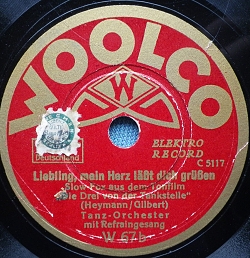 WOOLCO
W
ELEKTRO
RECORD
C 5117
Deutschland
Liebling, mein Herz läßt dich grüßen
Slow-Fox aus dem Tonfilm
"Die Drei von der Tankstelle"
(Heymann/Gilbert)
Tanz-Orchester
mit Refraingesang
-W 67b-